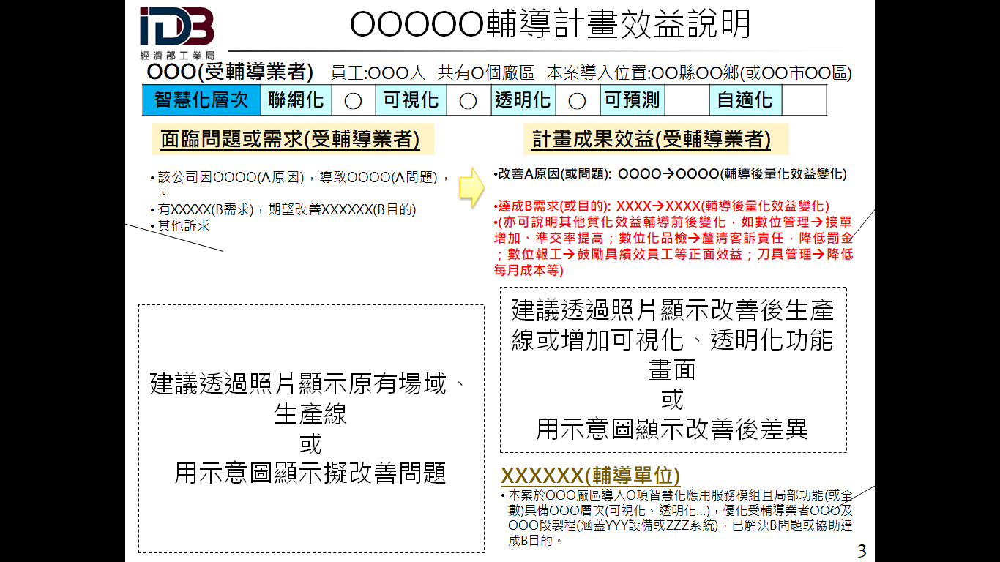 IDB
經濟部工業局
OOOOO輔導計畫效益說明
OOO(受輔導業者) 員工:OOO人 共有O個廠區 本案導入位置:OO縣OO鄉(或OO市OO區)
智慧化層次 聯網化 ○ 可視化 ○ 透明化 ○ 可預測 自適化
面臨問題或需求(受輔導業者)
•該公司因OOOO(A原因)，導致OOOO(A問題)，
。
•有XXXXX(B需求)，期望改善XXXXXX(B目的)
•其他訴求
計畫成果效益(受輔導業者)
•改善A原因(或問題): OOOO→OOOO(輔導後量化效益變化)
•達成B需求(或目的): XXXX→XXXX(輔導後量化效益變化)
•(亦可說明其他質化效益輔導前後變化，如數位管理→接單
增加、準交率提高；數位化品檢→釐清客訴責任，降低罰金
；數位報工→鼓勵具績效員工等正面效益；刀具管理→降低
每月成本等)
建議透過照片顯示原有場域、
生產線
或
用示意圖顯示擬改善問題
建議透過照片顯示改善後生產
線或增加可視化、透明化功能
畫面
或
用示意圖顯示改善後差異
XXXXXX(輔導單位)
•本案於OOO廠區導入O項智慧化應用服務模組且局部功能(或全
數)具備OOO層次(可視化、透明化…)，優化受輔導業者OOO及
OOO段製程(涵蓋YYY設備或ZZZ系統)，已解決B問題或協助達
成B目的。
3